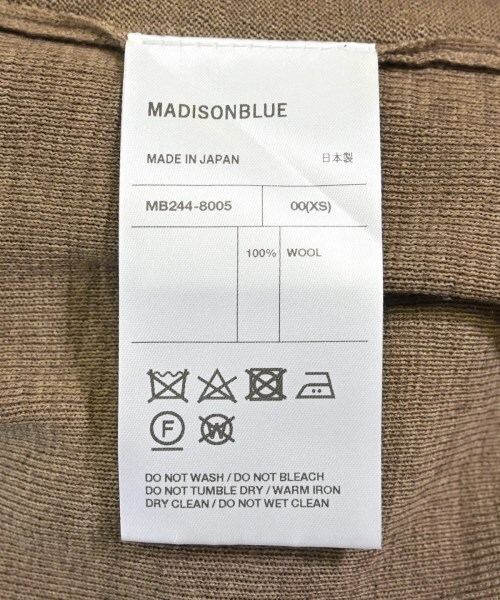 MADISONBLUE
MADE IN JAPAN 日本製
MB244-8005 00(XS)
100% WOOL
F W
DO NOT WASH / DO NOT BLEACH
DO NOT TUMBLE DRY / WARM IRON
DRY CLEAN / DO NOT WET CLEAN